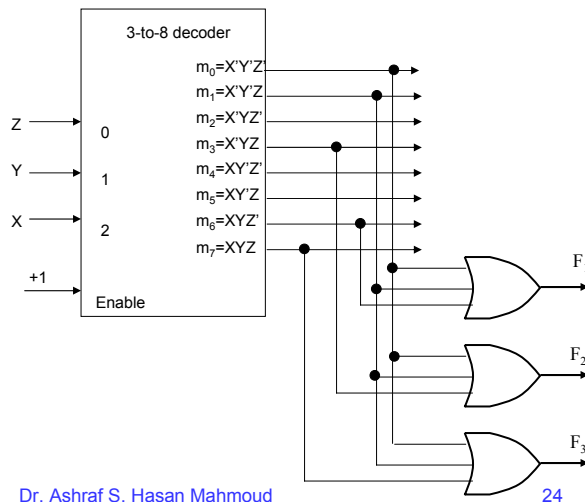 3-to-8 decoder
m₀=X'Y'Z'
m₁=X'Y'Z
m₂=X'YZ'
m₃=X'YZ
m₄=XY'Z'
m₅=XY'Z
m₆=XYZ'
m₇=XYZ
Z
0
Y
1
X
2
+1
Enable
F
F₂
F₃
Dr. Ashraf S. Hasan Mahmoud
24